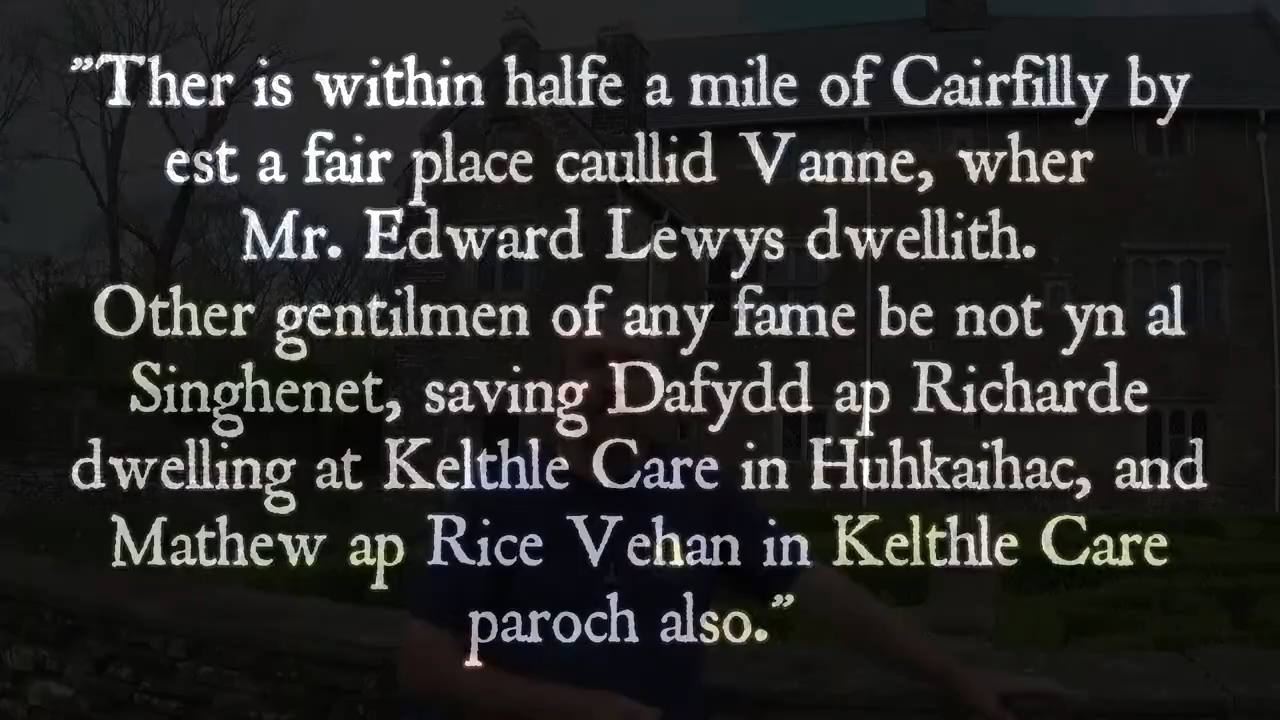 ”Ther is within halfe a mile of Cairfilly by
est a fair place caullid Vanne, wher
Mr. Edward Lewys dwellith.
Other gentilmen of any fame be not yn al
Singhenet, saving Dafydd ap Richarde
dwelling at Kelthle Care in Huhkaihac, and
Mathew ap Rice Vehan in Kelthle Care
paroch also.”